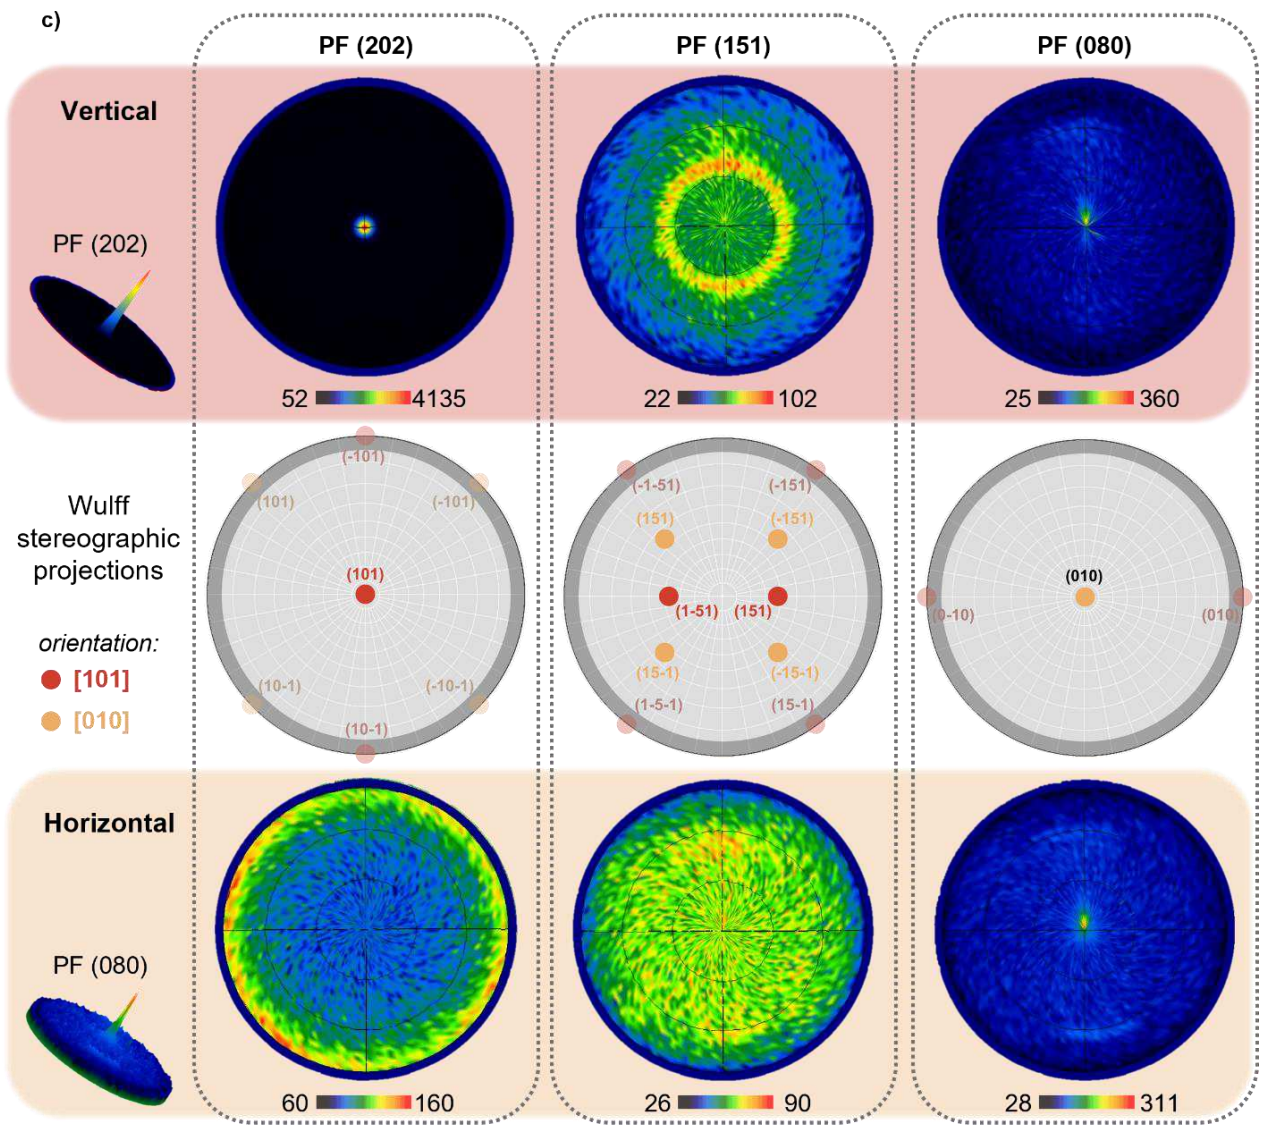 c)
PF (202)
PF (151)
PF (080)
Vertical
PF (202)
52
4135
22
102
25
360
Wulff
stereographic
projections
orientation:
[101]
[010]
(-101)
(101)
(-101)
(101)
(10-1)
(-10-1)
(10-1)
(-1-51)
(-151)
(151)
(-151)
(1-51)
(151)
(15-1)
(-15-1)
(1-5-1)
(15-1)
(010)
(0-10)
(010)
Horizontal
PF (080)
60
160
26
90
28
311